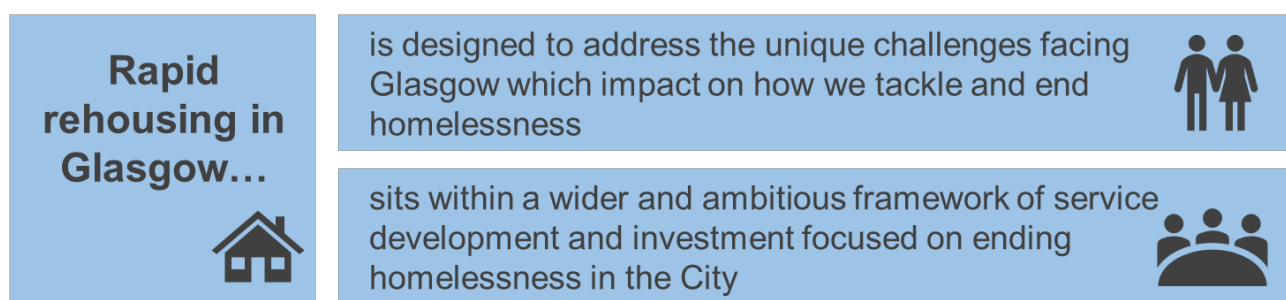 Rapid
rehousing in
Glasgow…
is designed to address the unique challenges facing
Glasgow which impact on how we tackle and end
homelessness
sits within a wider and ambitious framework of service
development and investment focused on ending
homelessness in the City